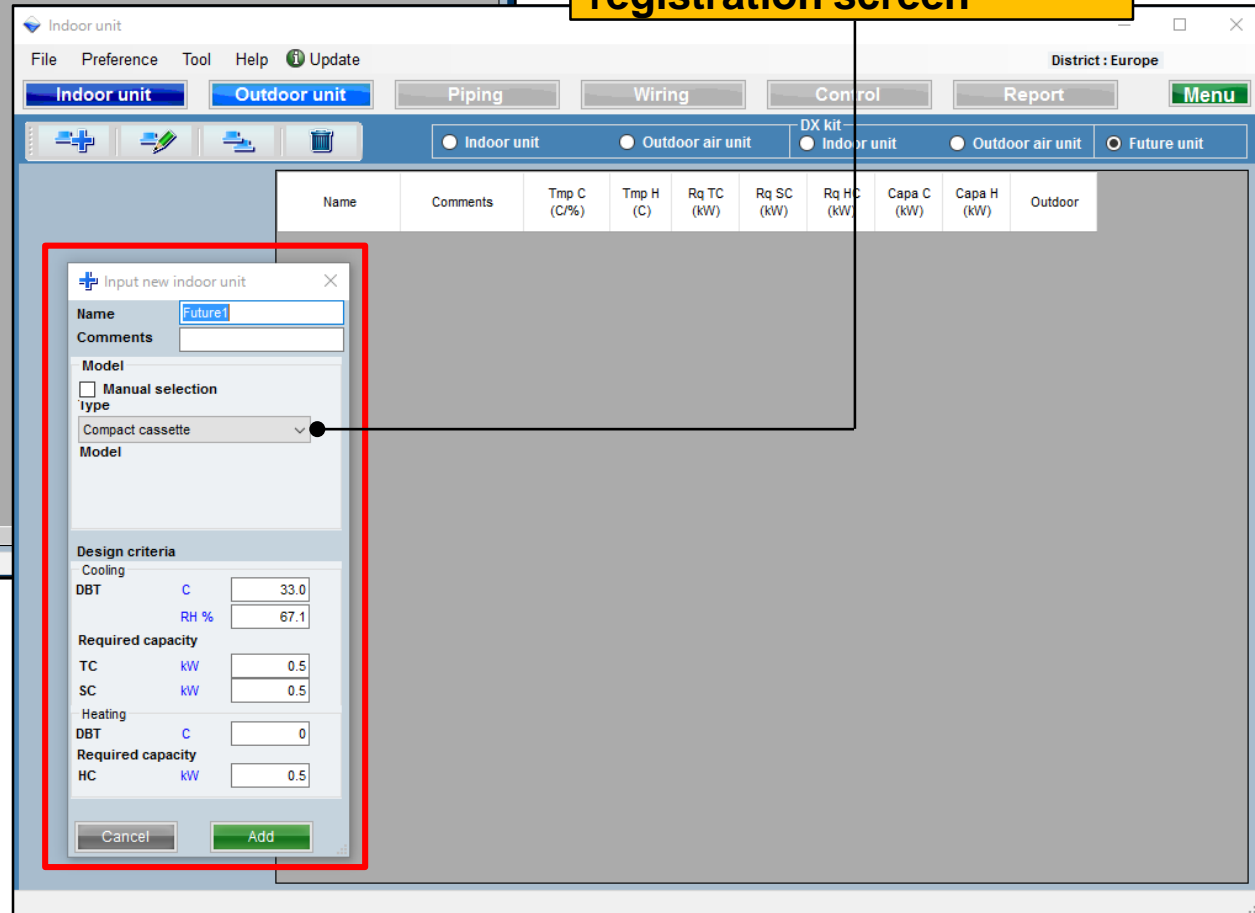 registration screen
Indoor unit
File Preference Tool Help Update
District : Europe
Indoor unit Outdoor unit Piping Wiring Control Report Menu
DX kit
Indoor unit Outdoor air unit Indoor unit Outdoor air unit Future unit
Name Comments Tmp C (C/%) Tmp H (C) Rq TC (kW) Rq SC (kW) Rq HC (kW) Capa C (kW) Capa H (kW) Outdoor
Input new indoor unit
Name Future1
Comments
Model
Manual selection
Type
Compact cassette
Model
Design criteria
Cooling
DBT C 33.0
RH % 67.1
Required capacity
TC kW 0.5
SC kW 0.5
Heating
DBT C 0
Required capacity
HC kW 0.5
Cancel Add